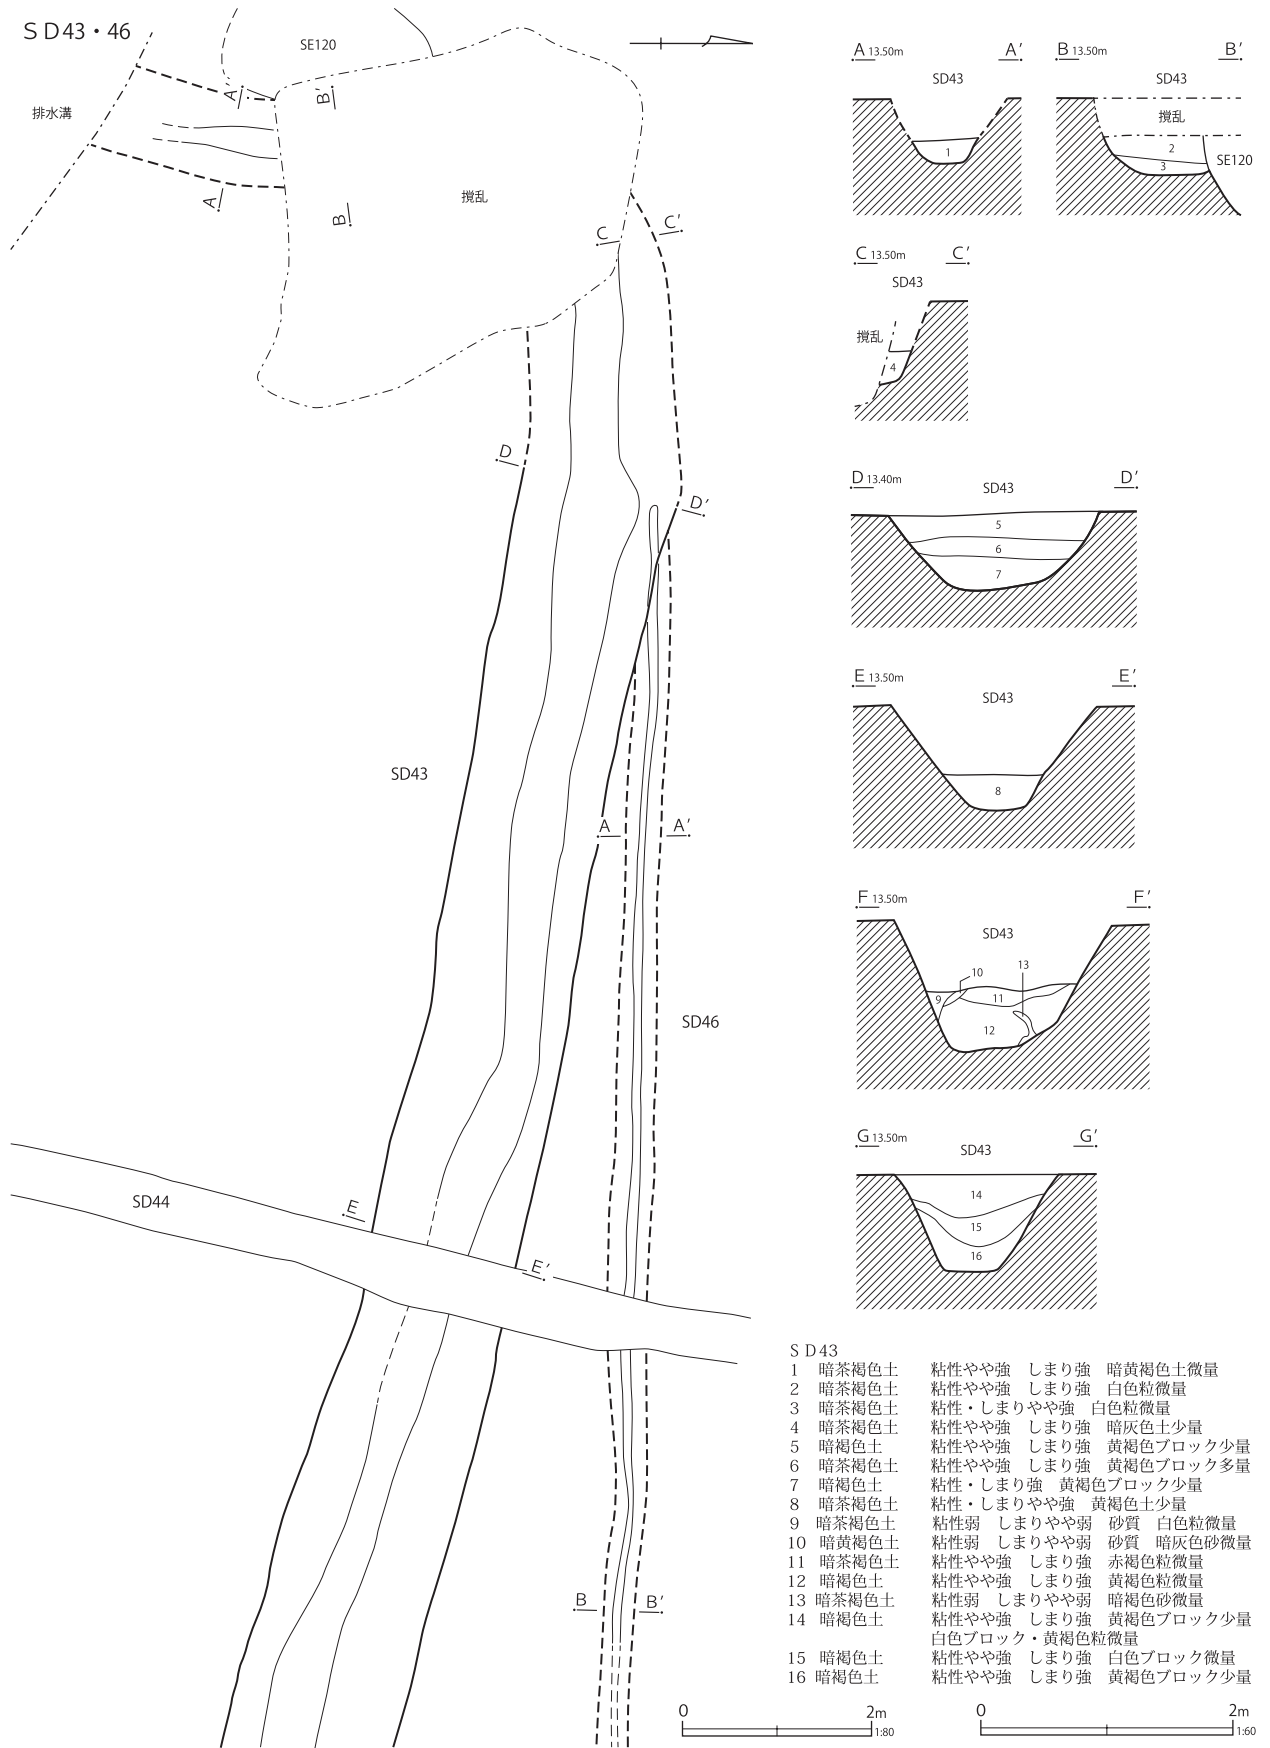 SD43・46
SE120
排水溝
A
A
B'
B
撹乱
C
C'
D
D'
SD43
A
A'
SD46
SD44
E
E'
B
B'
A 13.50m A'
SD43
1
B 13.50m B'
SD43
撹乱
2
3
SE120
C 13.50m C'
SD43
撹乱
4
D 13.40m D'
SD43
5
6
7
E 13.50m E'
SD43
8
F 13.50m F'
SD43
10
13
9
11
12
G 13.50m G'
SD43
14
15
16
SD43
1 暗茶褐色土 粘性やや強 しまり強 暗黄褐色土微量
2 暗茶褐色土 粘性やや強 しまり強 白色粒微量
3 暗茶褐色土 粘性・しまりやや強 白色粒微量
4 暗茶褐色土 粘性やや強 しまり強 暗灰色土少量
5 暗褐色土 粘性やや強 しまり強 黄褐色ブロック少量
6 暗茶褐色土 粘性やや強 しまり強 黄褐色ブロック多量
7 暗褐色土 粘性・しまり強 黄褐色ブロック少量
8 暗茶褐色土 粘性・しまりやや強 黄褐色土少量
9 暗茶褐色土 粘性弱 しまりやや弱 砂質 白色粒微量
10 暗黄褐色土 粘性弱 しまりやや弱 砂質 暗灰色砂微量
11 暗茶褐色土 粘性やや強 しまり強 赤褐色粒微量
12 暗褐色土 粘性やや強 しまり強 黄褐色粒微量
13 暗茶褐色土 粘性弱 しまりやや弱 暗褐色砂微量
14 暗褐色土 粘性やや強 しまり強 黄褐色ブロック少量
白色ブロック・黄褐色粒微量
15 暗褐色土 粘性やや強 しまり強 白色ブロック微量
16 暗褐色土 粘性やや強 しまり強 黄褐色ブロック少量
0 2m
1:80
0 2m
1:60